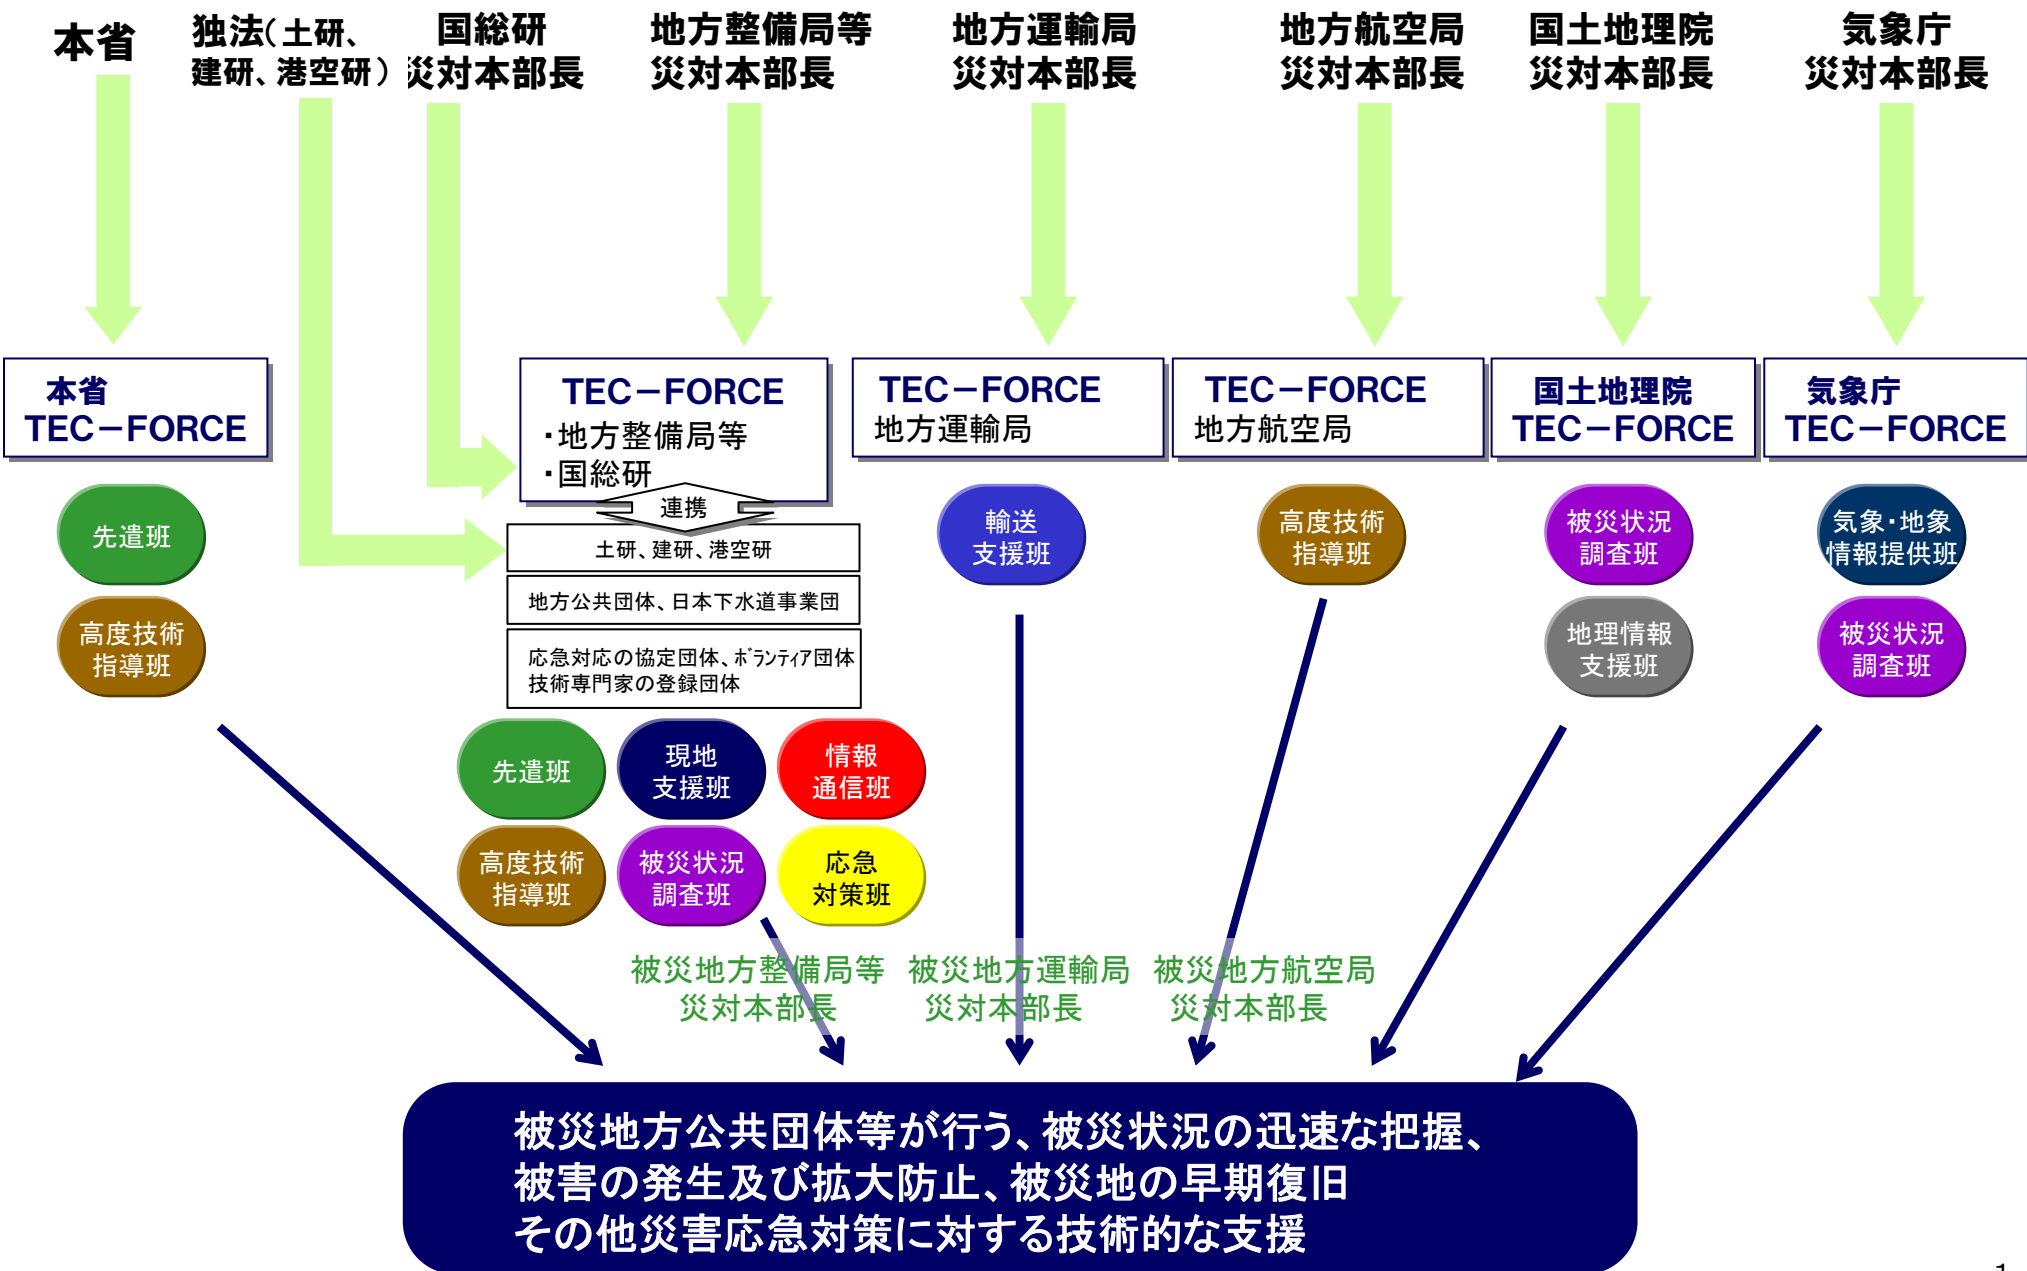 本省
独法(土研、
建研、港空研)
国総研
災対本部長
地方整備局等
災対本部長
地方運輸局
災対本部長
地方航空局
災対本部長
国土地理院
災対本部長
気象庁
災対本部長
本省
TEC－FORCE
TEC－FORCE
・地方整備局等
・国総研
TEC－FORCE
地方運輸局
TEC－FORCE
地方航空局
国土地理院
TEC－FORCE
気象庁
TEC－FORCE
連携
土研、建研、港空研
地方公共団体、日本下水道事業団
応急対応の協定団体、ﾎﾞﾗﾝﾃｨｱ団体
技術専門家の登録団体
先遣班
高度技術
指導班
先遣班
現地
支援班
情報
通信班
高度技術
指導班
被災状況
調査班
応急
対策班
輸送
支援班
高度技術
指導班
被災状況
調査班
地理情報
支援班
気象・地象
情報提供班
被災状況
調査班
被災地方整備局等
災対本部長
被災地方運輸局
災対本部長
被災地方航空局
災対本部長
被災地方公共団体等が行う、被災状況の迅速な把握、
被害の発生及び拡大防止、被災地の早期復旧
その他災害応急対策に対する技術的な支援
1